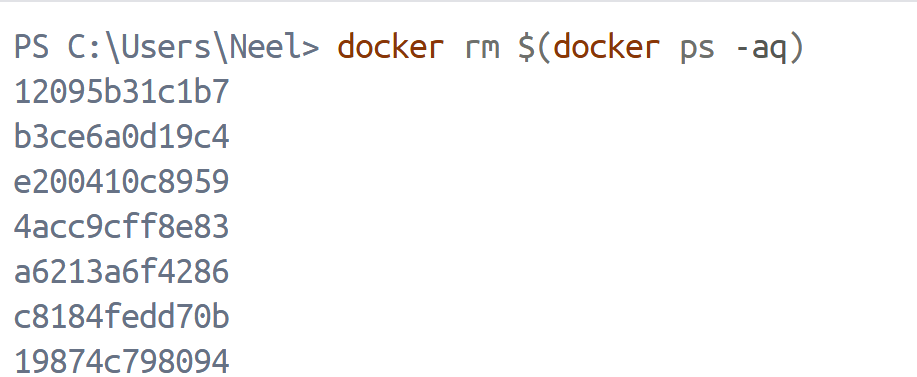 PS C:\Users\Neel> docker rm $(docker ps -aq)
12095b31c1b7
b3ce6a0d19c4
e200410c8959
4acc9cff8e83
a6213a6f4286
c8184fedd70b
19874c798094